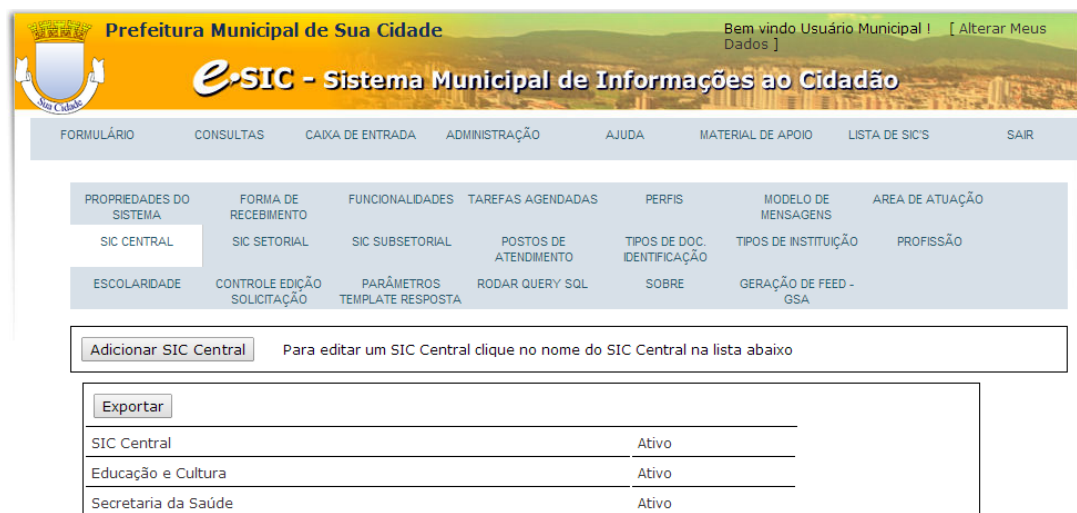 Prefeitura Municipal de Sua Cidade
Bem vindo Usuário Municipal ! [ Alterar Meus
Dados ]
e-SIC - Sistema Municipal de Informações ao Cidadão
Sua Cidade
FORMULÁRIO CONSULTAS CAIXA DE ENTRADA ADMINISTRAÇÃO AJUDA MATERIAL DE APOIO LISTA DE SIC'S SAIR
PROPRIEDADES DO FORMA DE FUNCIONALIDADES TAREFAS AGENDADAS PERFIS MODELO DE AREA DE ATUAÇÃO
SISTEMA RECEBIMENTO MENSAGENS
SIC CENTRAL SIC SETORIAL SIC SUBSETORIAL POSTOS DE TIPOS DE DOC. TIPOS DE INSTITUIÇÃO PROFISSÃO
ATENDIMENTO IDENTIFICAÇÃO
ESCOLARIDADE CONTROLE EDIÇÃO PARÂMETROS RODAR QUERY SQL SOBRE GERAÇÃO DE FEED -
SOLICITAÇÃO TEMPLATE RESPOSTA GSA
Adicionar SIC Central Para editar um SIC Central clique no nome do SIC Central na lista abaixo
Exportar
SIC Central Ativo
Educação e Cultura Ativo
Secretaria da Saúde Ativo